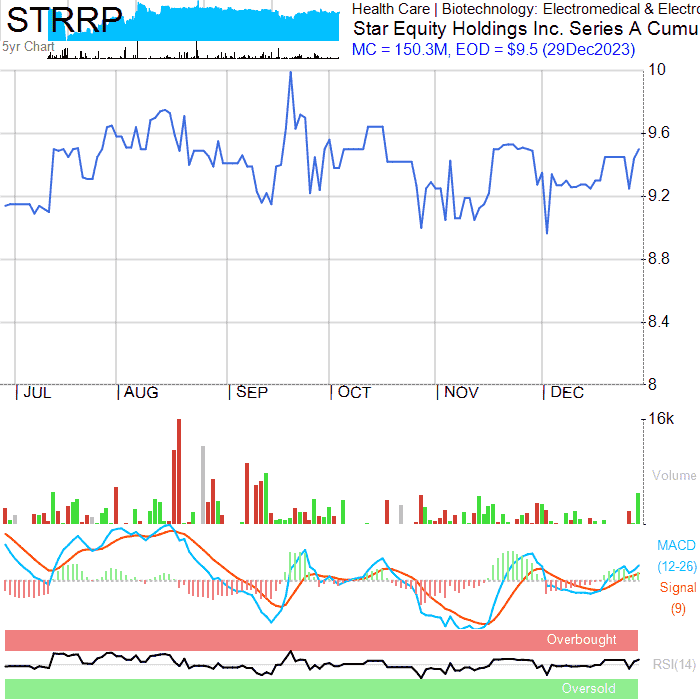 STRRP
5yr Chart
Health Care | Biotechnology: Electromedical & Electro
Star Equity Holdings Inc. Series A Cumu
MC = 150.3M, EOD = $9.5 (29Dec2023)
10
9.6
9.2
8.8
8.4
8
JUL AUG SEP OCT NOV DEC
16k
Volume
MACD
(12-26)
Signal
(9)
Overbought
RSI(14)
Oversold